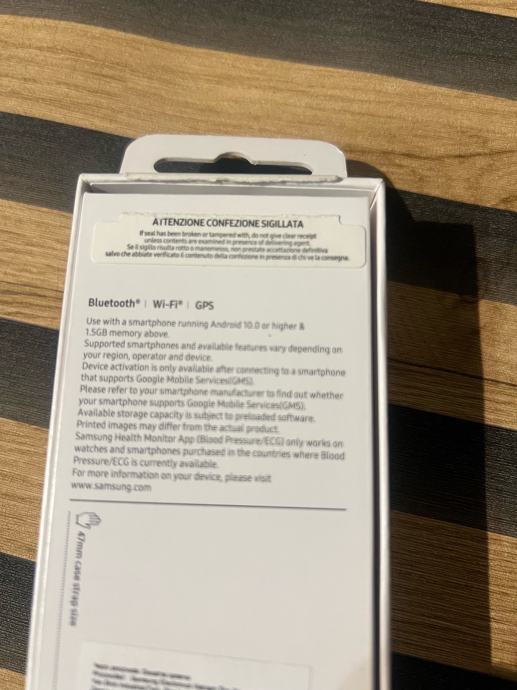 ATTENZIONE CONFEZIONE SIGILLATA
If seal has been broken or tampered with, do not give clear receipt
unless contents are examined in presence of delivering agent.
Se il sigillo risulta rotto o manomesso, non prestate accettazione definitiva
salvo che abbiate verificato il contenuto della confezione in presenza di chi ve la consegna.
Bluetooth® | Wi-Fi® | GPS
Use with a smartphone running Android 10.0 or higher &
1.5GB memory above.
Supported smartphones and available features vary depending on
your region, operator and device.
Device activation is only available after connecting to a smartphone
that supports Google Mobile Services(GMS).
Please refer to your smartphone manufacturer to find out whether
your smartphone supports Google Mobile Services(GMS).
Available storage capacity is subject to preloaded software.
Printed images may differ from the actual product.
Samsung Health Monitor App (Blood Pressure/ECG) only works on
watches and smartphones purchased in the countries where Blood
Pressure/ECG is currently available.
For more information on your device, please visit
www.samsung.com
47mm case strap size